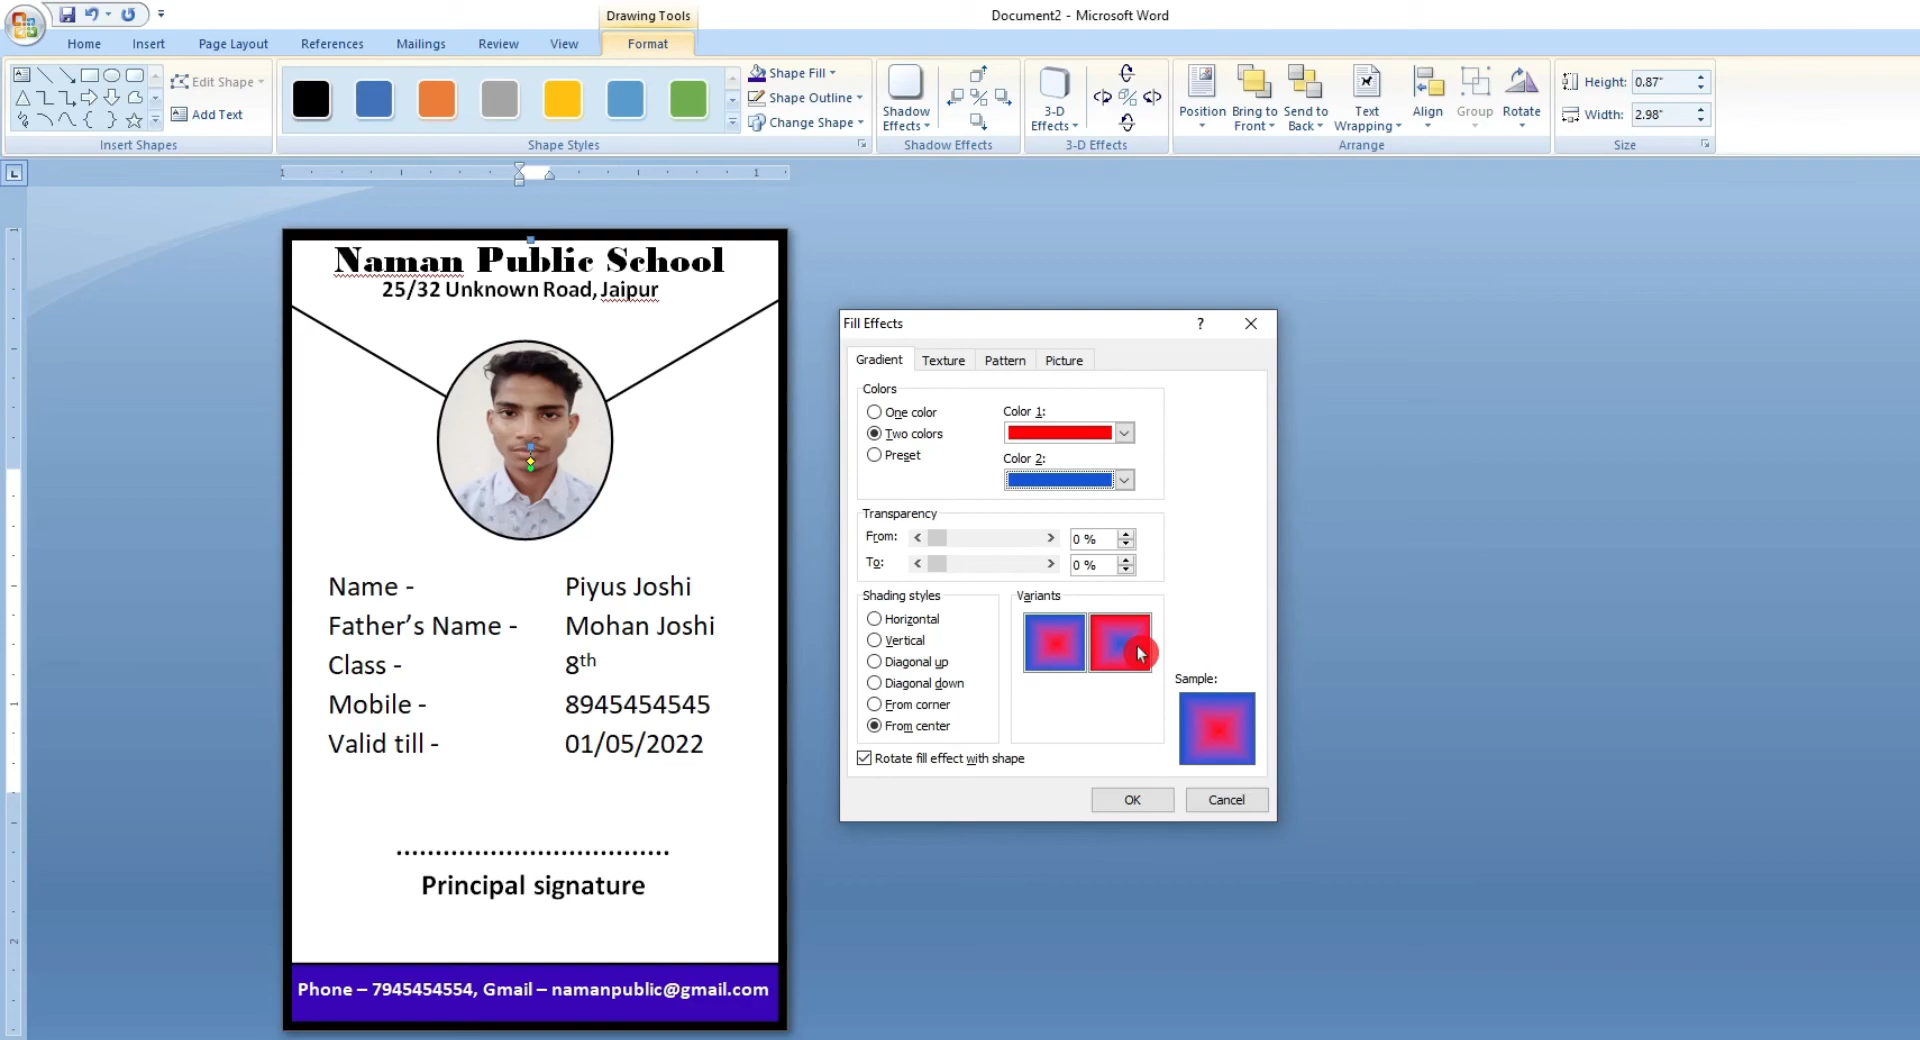 Document2 - Microsoft Word
Drawing Tools
Home
Insert
Page Layout
References
Mailings
Review
View
Format
Edit Shape
Add Text
Insert Shapes
Shape Styles
Shape Fill
Shape Outline
Change Shape
Shadow Effects
Shadow Effects
3-D Effects
3-D Effects
Position
Bring to Front
Send to Back
Text Wrapping
Align
Group
Rotate
Arrange
Height: 0.87"
Width: 2.98"
Size
Naman Public School
25/32 Unknown Road, Jaipur
Name - Piyus Joshi
Father’s Name - Mohan Joshi
Class - 8th
Mobile - 8945454545
Valid till - 01/05/2022
..................................
Principal signature
Phone – 7945454554, Gmail – namanpublic@gmail.com
Fill Effects
Gradient
Texture
Pattern
Picture
Colors
One color
Two colors
Preset
Color 1:
Color 2:
Transparency
From: 0 %
To: 0 %
Shading styles
Horizontal
Vertical
Diagonal up
Diagonal down
From corner
From center
Variants
Sample:
Rotate fill effect with shape
OK
Cancel